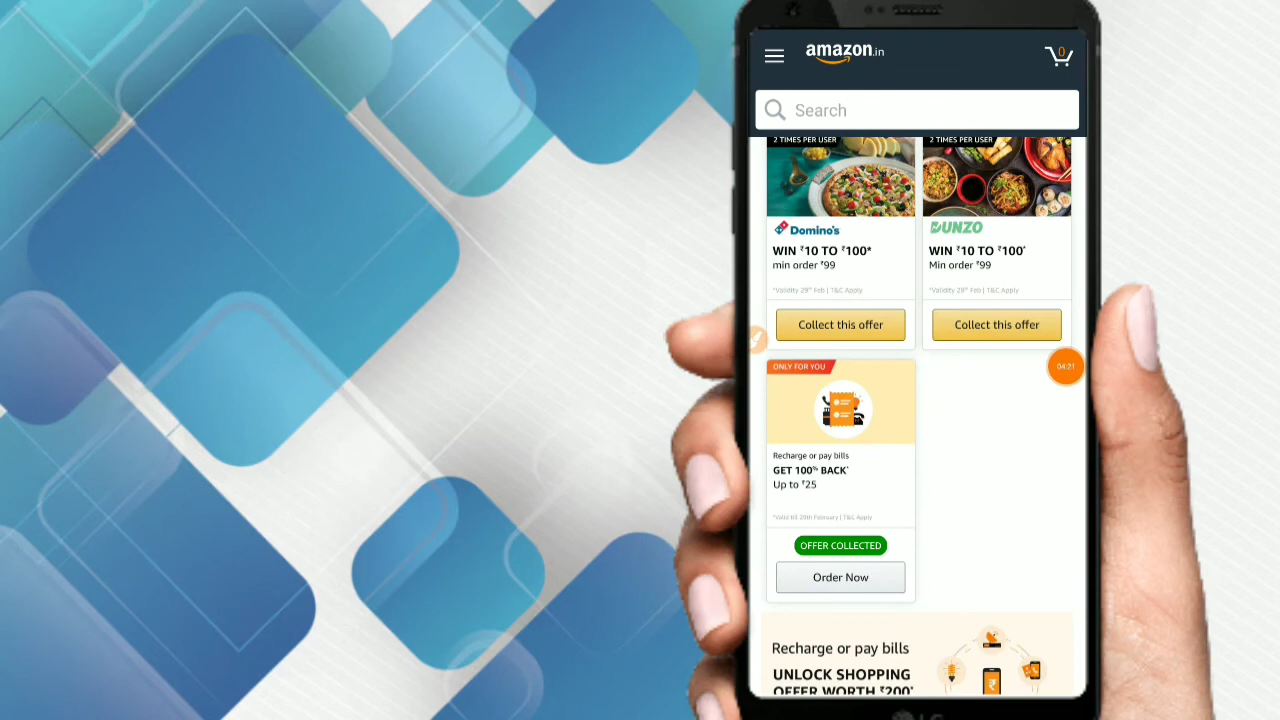 amazon.in
0
Search
2 TIMES PER USER
2 TIMES PER USER
Domino's
DUNZO
WIN ₹10 TO ₹100*
WIN ₹10 TO ₹100*
min order ₹99
Min order ₹99
*Validity 29th Feb | T&C Apply
*Validity 29th Feb | T&C Apply
Collect this offer
Collect this offer
04:21
ONLY FOR YOU
Recharge or pay bills
GET 100% BACK*
Up to ₹25
*Valid till 29th February | T&C Apply
OFFER COLLECTED
Order Now
Recharge or pay bills
UNLOCK SHOPPING
OFFER WORTH ₹200*
LG